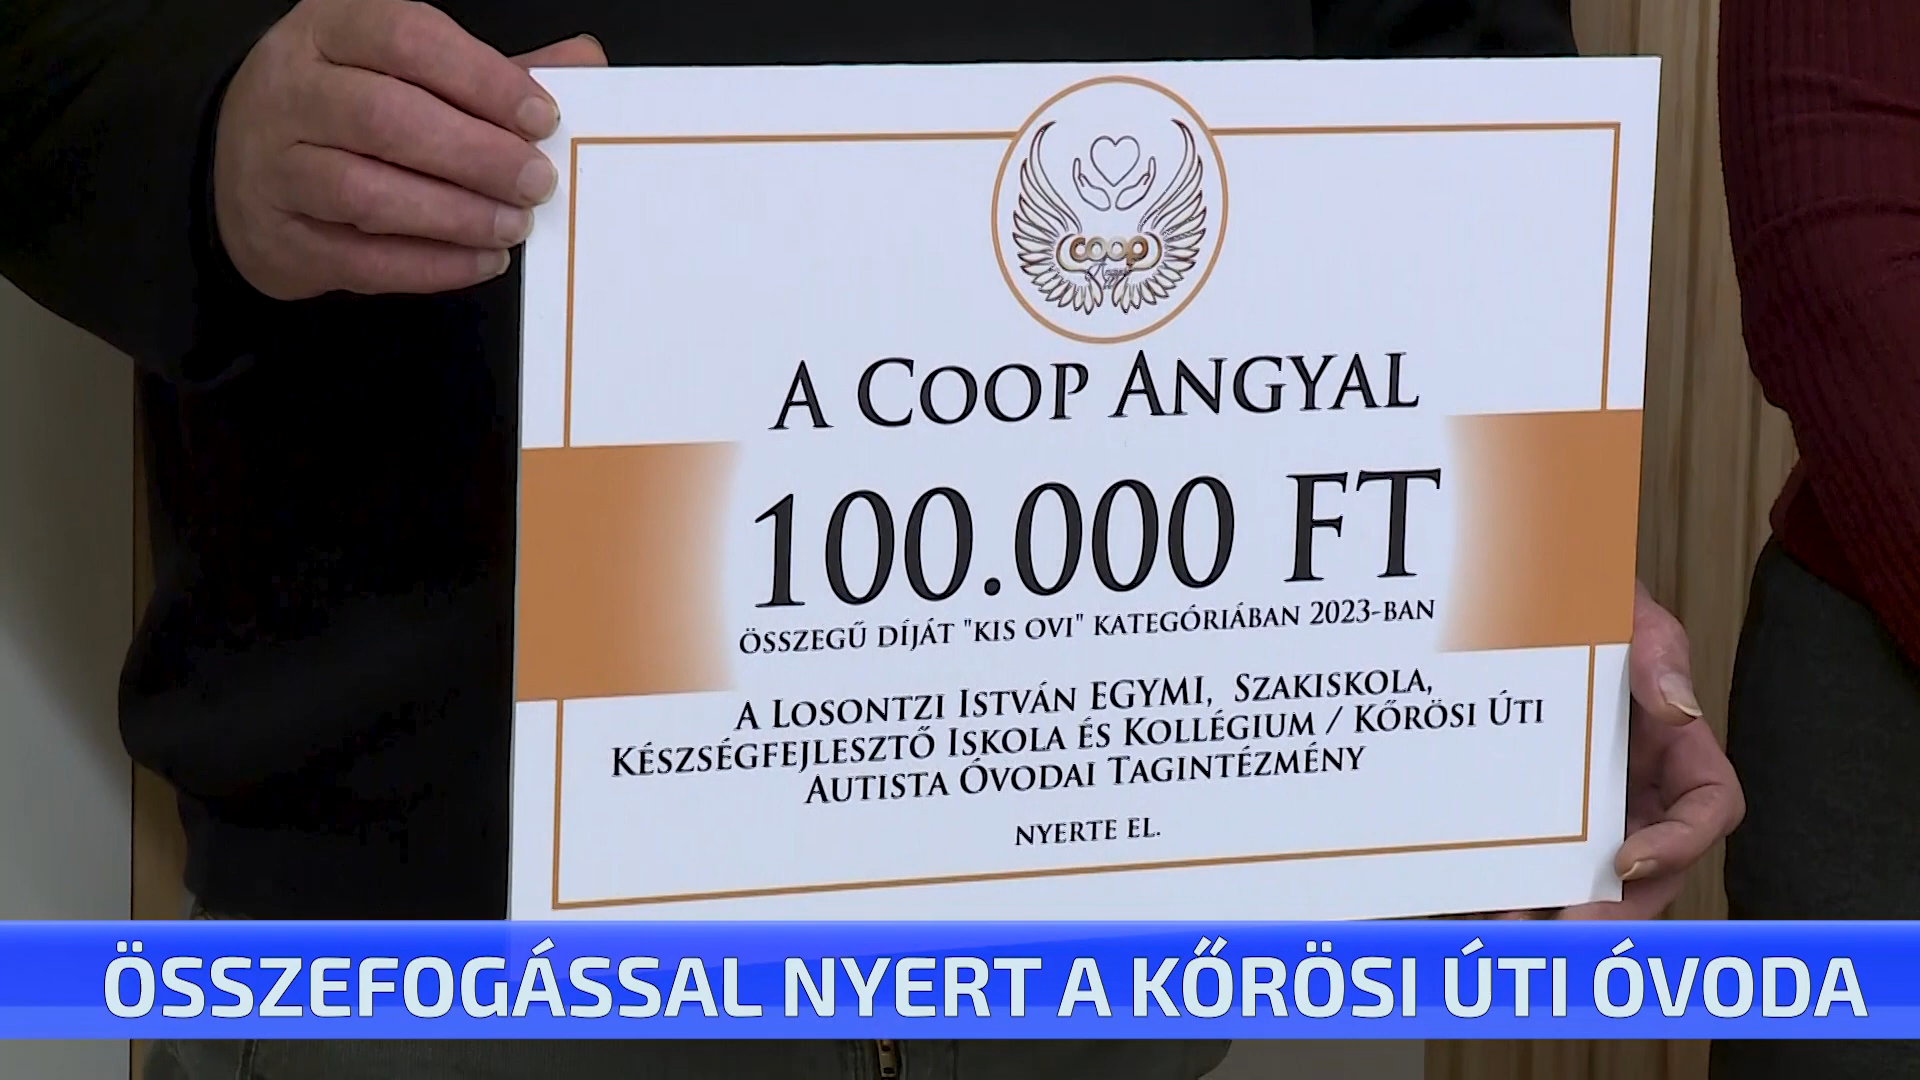 coop
A COOP ANGYAL
100.000 FT
ÖSSZEGŰ DÍJÁT "KIS OVI" KATEGÓRIÁBAN 2023-BAN
A LOSONTZI ISTVÁN EGYMI, SZAKISKOLA,
KÉSZSÉGFEJLESZTŐ ISKOLA ÉS KOLLÉGIUM / KŐRÖSI ÚTI
AUTISTA ÓVODAI TAGINTÉZMÉNY
NYERTE EL.
ÖSSZEFOGÁSSAL NYERT A KŐRÖSI ÚTI ÓVODA